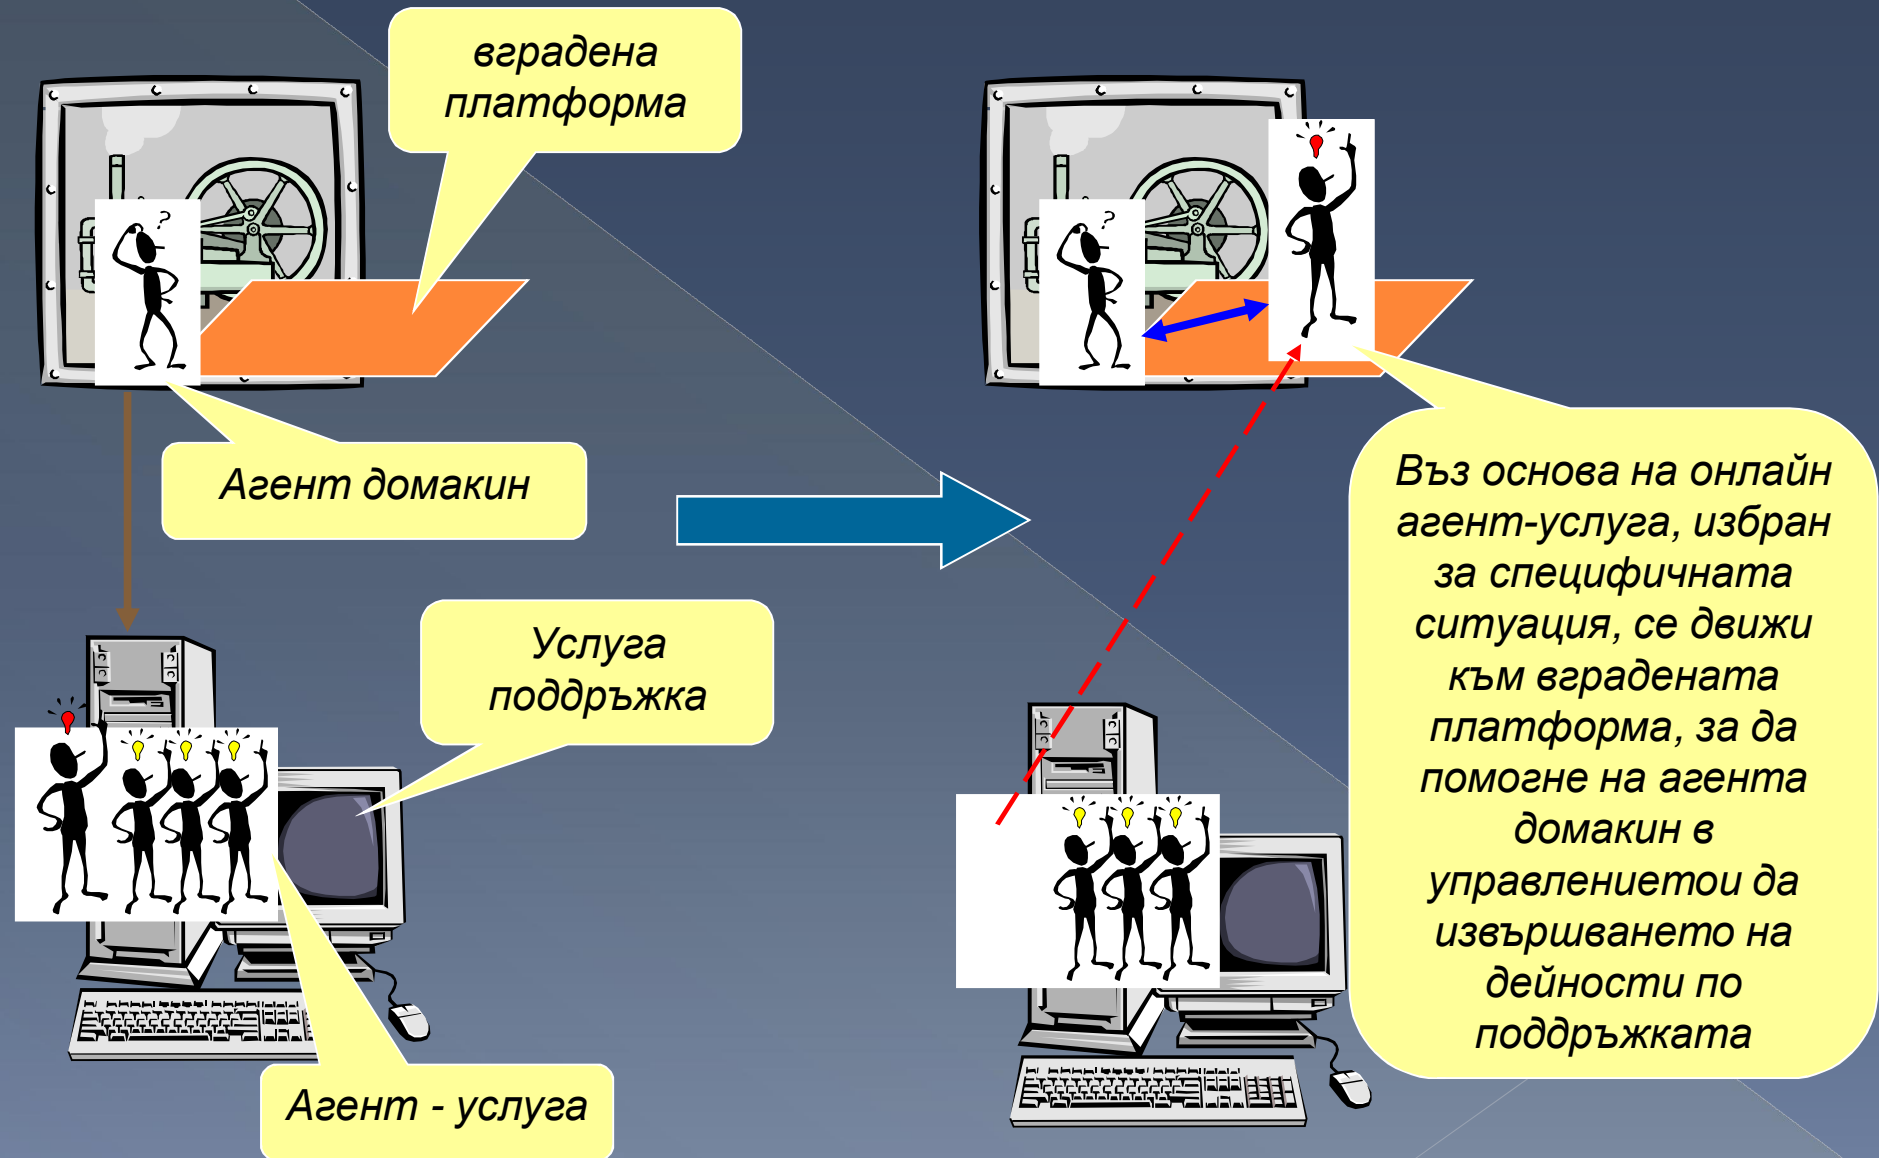 вградена
платформа
?
Агент домакин
Услуга
поддръжка
Агент - услуга
?
Въз основа на онлайн
агент-услуга, избран
за специфичната
ситуация, се движи
към вградената
платформа, за да
помогне на агента
домакин в
управлениетои да
извършването на
дейности по
поддръжката